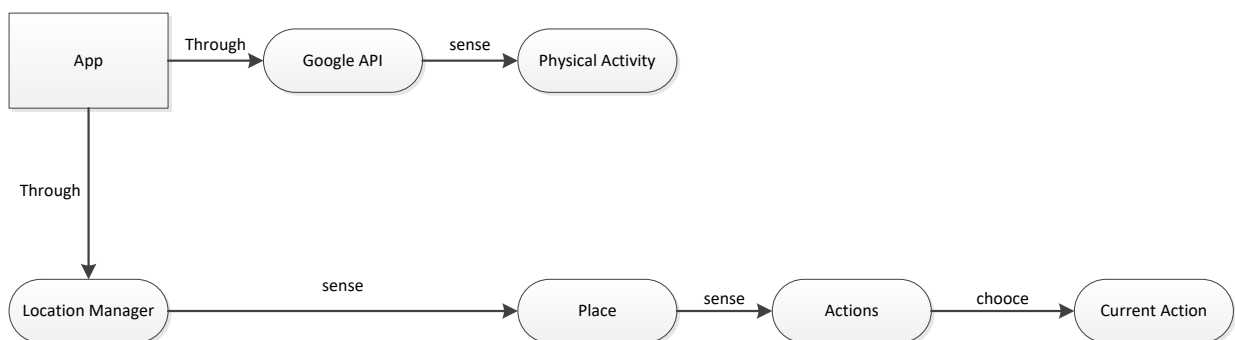 App
Through
Google API
sense
Physical Activity
Through
Location Manager
sense
Place
sense
Actions
chooce
Current Action